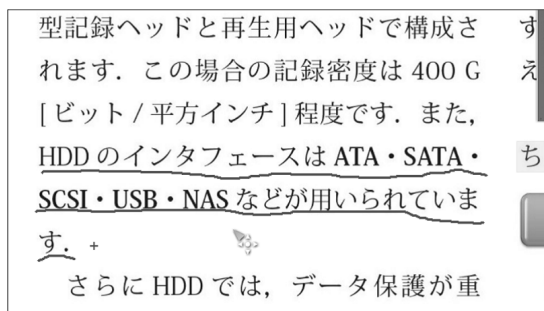 型記録ヘッドと再生用ヘッドで構成さ
れます．この場合の記録密度は 400 G
[ ビット / 平方インチ ] 程度です．また，
HDD のインタフェースは ATA・SATA・
SCSI・USB・NAS などが用いられていま
す．
さらに HDD では，データ保護が重
す
え
ち